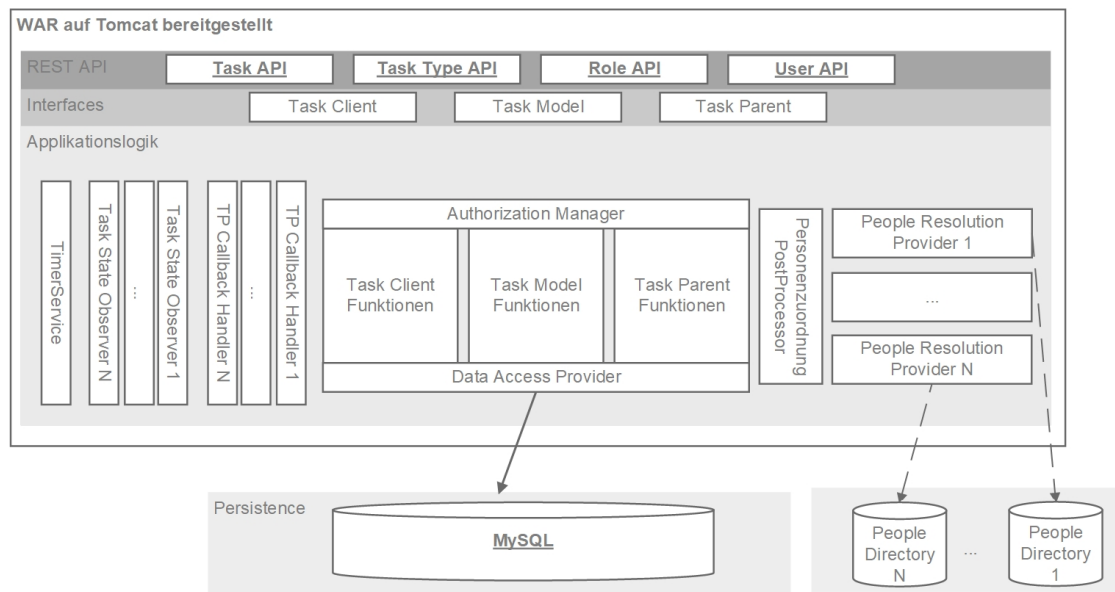 WAR auf Tomcat bereitgestellt
REST API
Task API
Task Type API
Role API
User API
Interfaces
Task Client
Task Model
Task Parent
Applikationslogik
TimerService
Task State Observer N
...
Task State Observer 1
TP Callback Handler N
...
TP Callback Handler 1
Authorization Manager
Task Client
Funktionen
Task Model
Funktionen
Task Parent
Funktionen
Data Access Provider
Personenzuordnung
PostProcessor
People Resolution
Provider 1
...
People Resolution
Provider N
Persistence
MySQL
People
Directory
N
...
People
Directory
1